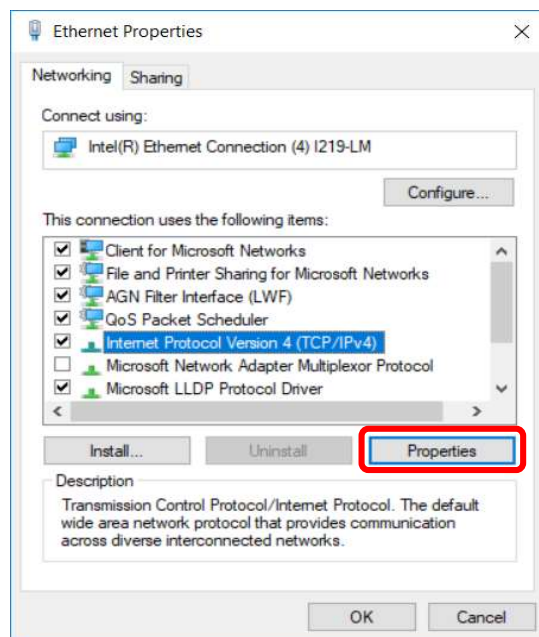 Ethernet Properties
Networking
Sharing
Connect using:
Intel(R) Ethernet Connection (4) I219-LM
Configure...
This connection uses the following items:
Client for Microsoft Networks
File and Printer Sharing for Microsoft Networks
AGN Filter Interface (LWF)
QoS Packet Scheduler
Internet Protocol Version 4 (TCP/IPv4)
Microsoft Network Adapter Multiplexor Protocol
Microsoft LLDP Protocol Driver
Install...
Uninstall
Properties
Description
Transmission Control Protocol/Internet Protocol. The default
wide area network protocol that provides communication
across diverse interconnected networks.
OK
Cancel